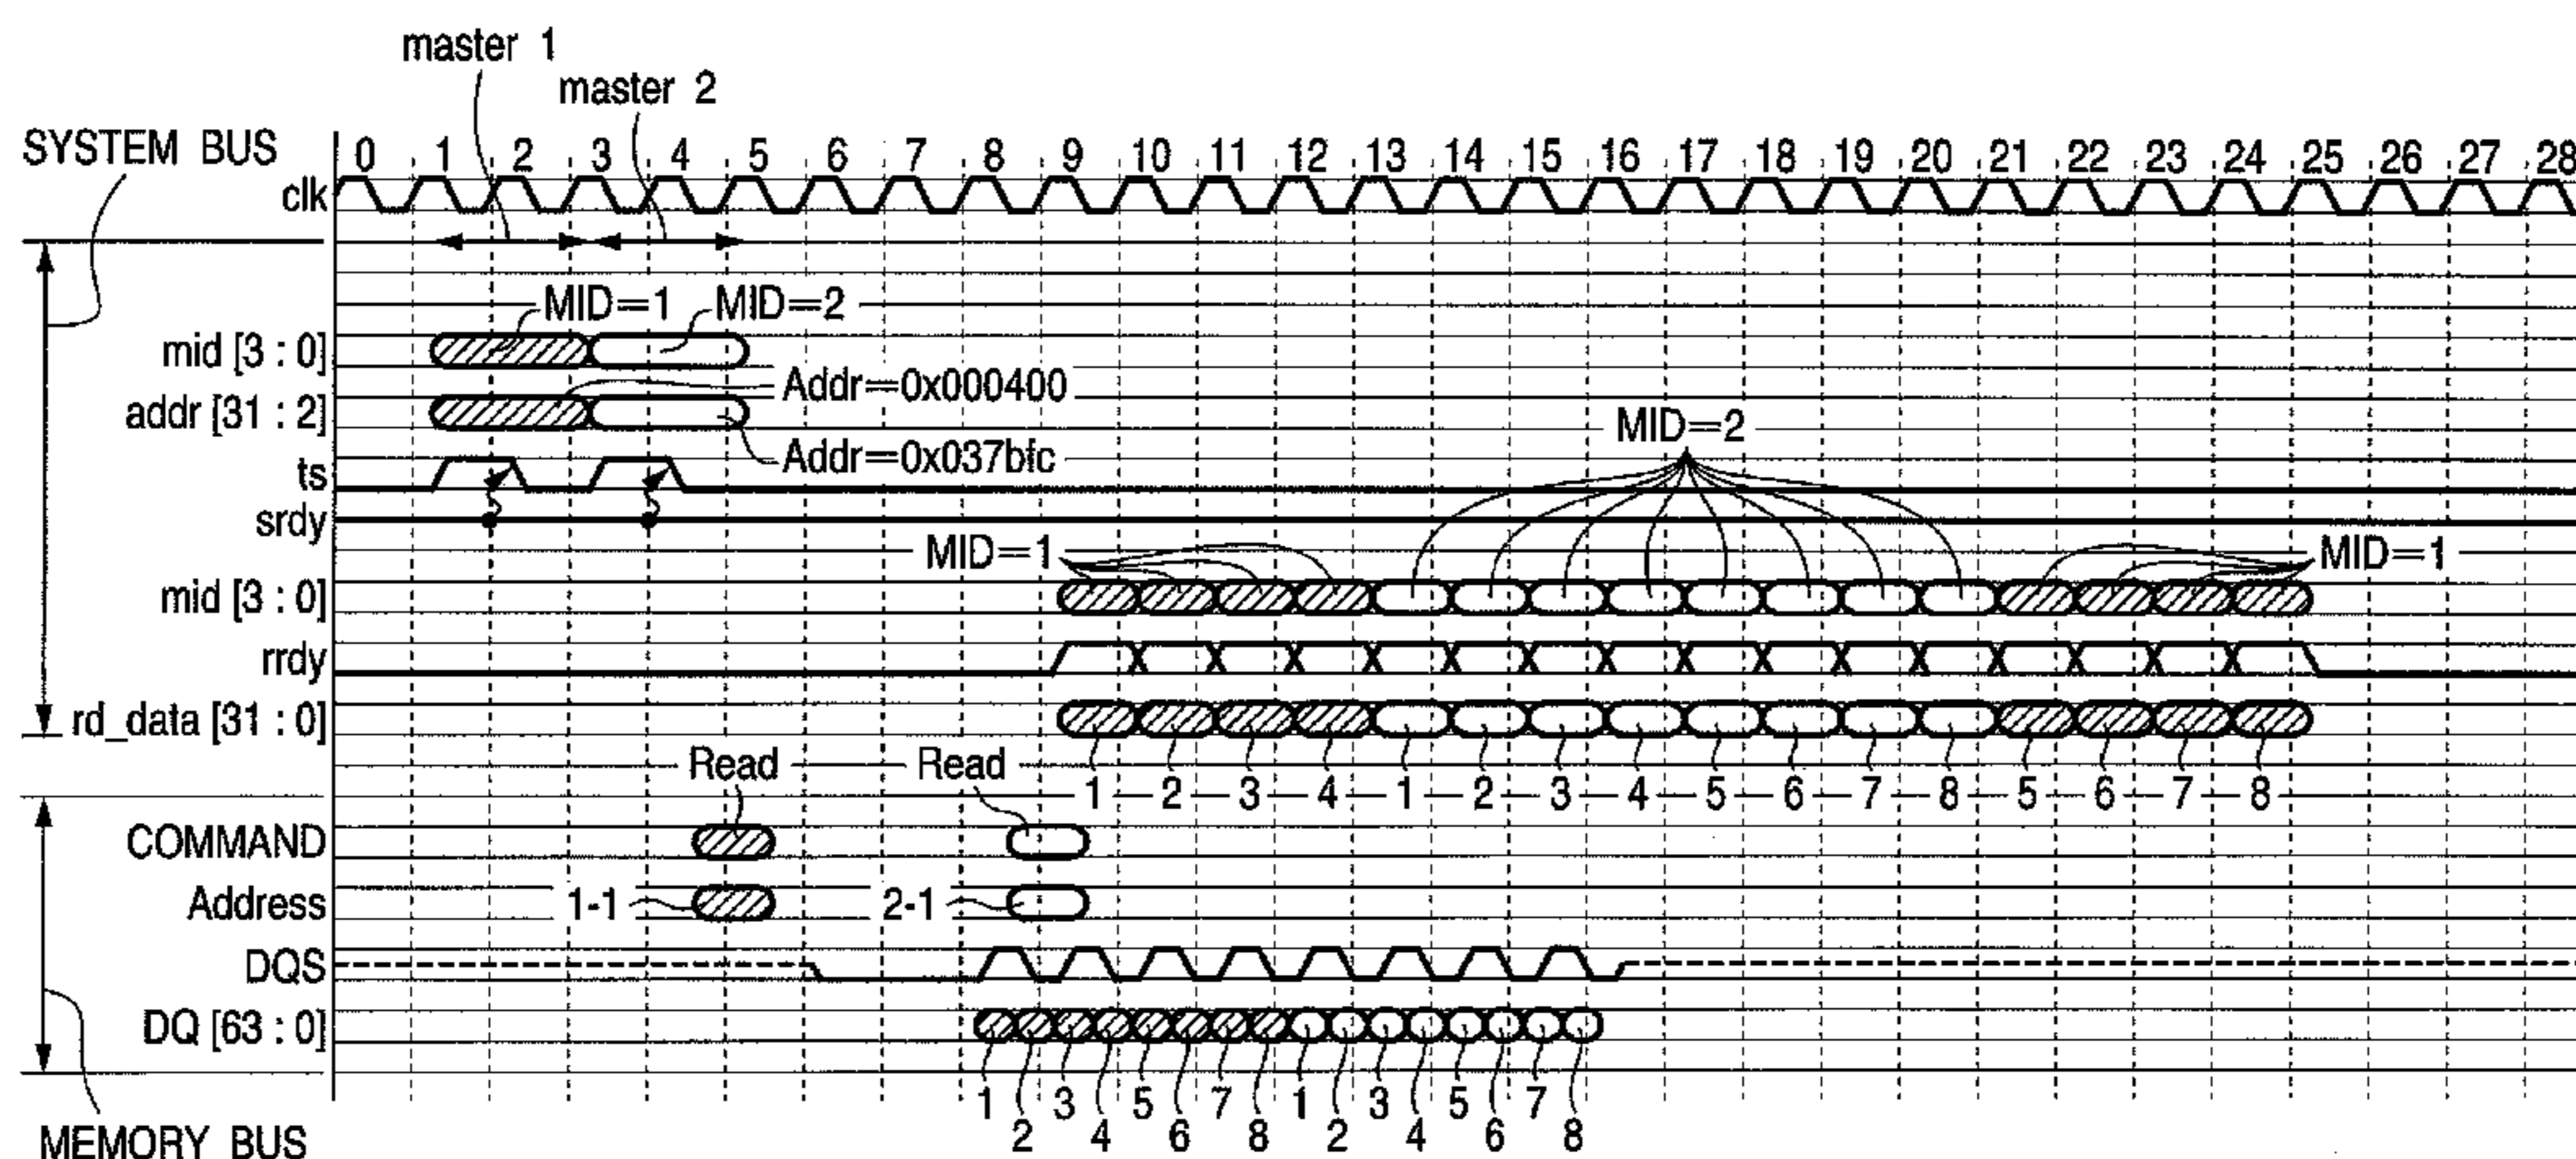 master 1
master 2
SYSTEM BUS
0 1 2 3 4 5 6 7 8 9 10 11 12 13 14 15 16 17 18 19 20 21 22 23 24 25 26 27 28
clk
MID=1 MID=2
mid [3 : 0]
Addr=0x000400
addr [31 : 2]
MID=2
Addr=0x037bfc
ts
srdy
MID=1 MID=1
mid [3 : 0]
rrdy
rd_data [31 : 0]
Read Read
1 2 3 4 1 2 3 4 5 6 7 8 5 6 7 8
COMMAND
Address 1-1 2-1
DQS
DQ [63 : 0]
1 3 5 7 1 3 5 7
2 4 6 8 2 4 6 8
MEMORY BUS